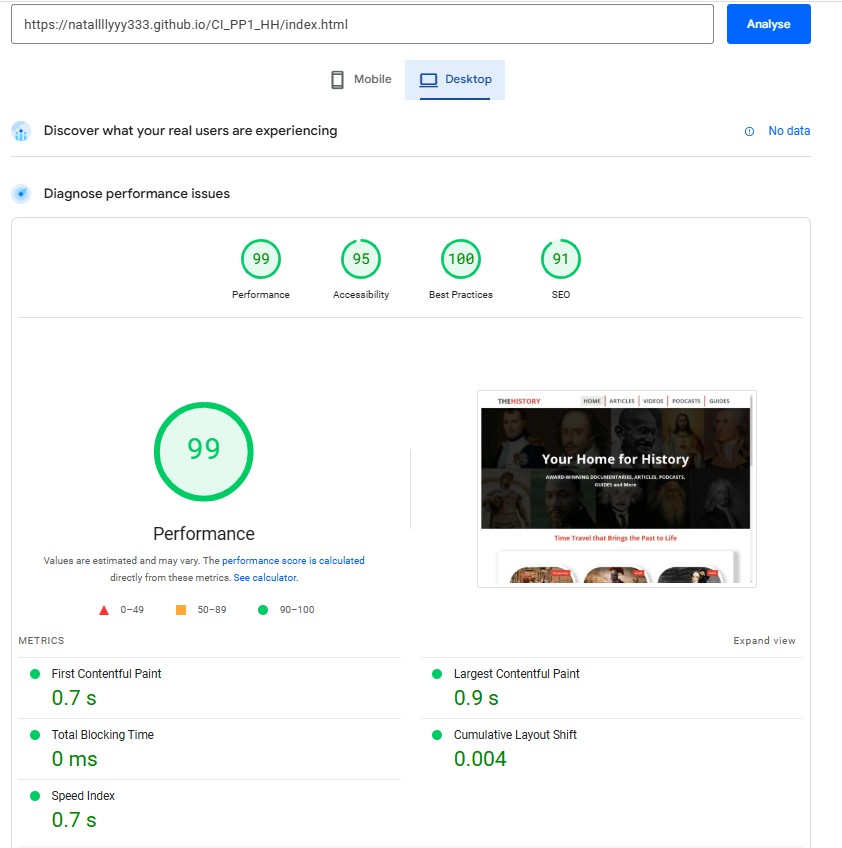 https://natallllyyy333.github.io/CI_PP1_HH/index.html
Analyse
Mobile
Desktop
Discover what your real users are experiencing
No data
Diagnose performance issues
99
95
100
91
Performance
Accessibility
Best Practices
SEO
99
Performance
Values are estimated and may vary. The performance score is calculated
directly from these metrics. See calculator.
0–49
50–89
90–100
THEHISTORY
HOME
ARTICLES
VIDEOS
PODCASTS
GUIDES
Your Home for History
AWARD-WINNING DOCUMENTARIES, ARTICLES, PODCASTS,
GUIDES and More
Time Travel that Brings the Past to Life
METRICS
Expand view
First Contentful Paint
0.7 s
Largest Contentful Paint
0.9 s
Total Blocking Time
0 ms
Cumulative Layout Shift
0.004
Speed Index
0.7 s